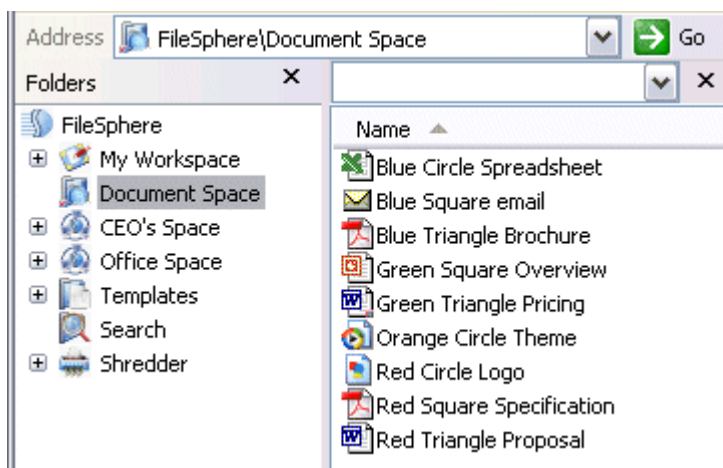 Address FileSphere\Document Space Go
Folders
FileSphere
My Workspace
Document Space
CEO's Space
Office Space
Templates
Search
Shredder
Name
Blue Circle Spreadsheet
Blue Square email
Blue Triangle Brochure
Green Square Overview
Green Triangle Pricing
Orange Circle Theme
Red Circle Logo
Red Square Specification
Red Triangle Proposal